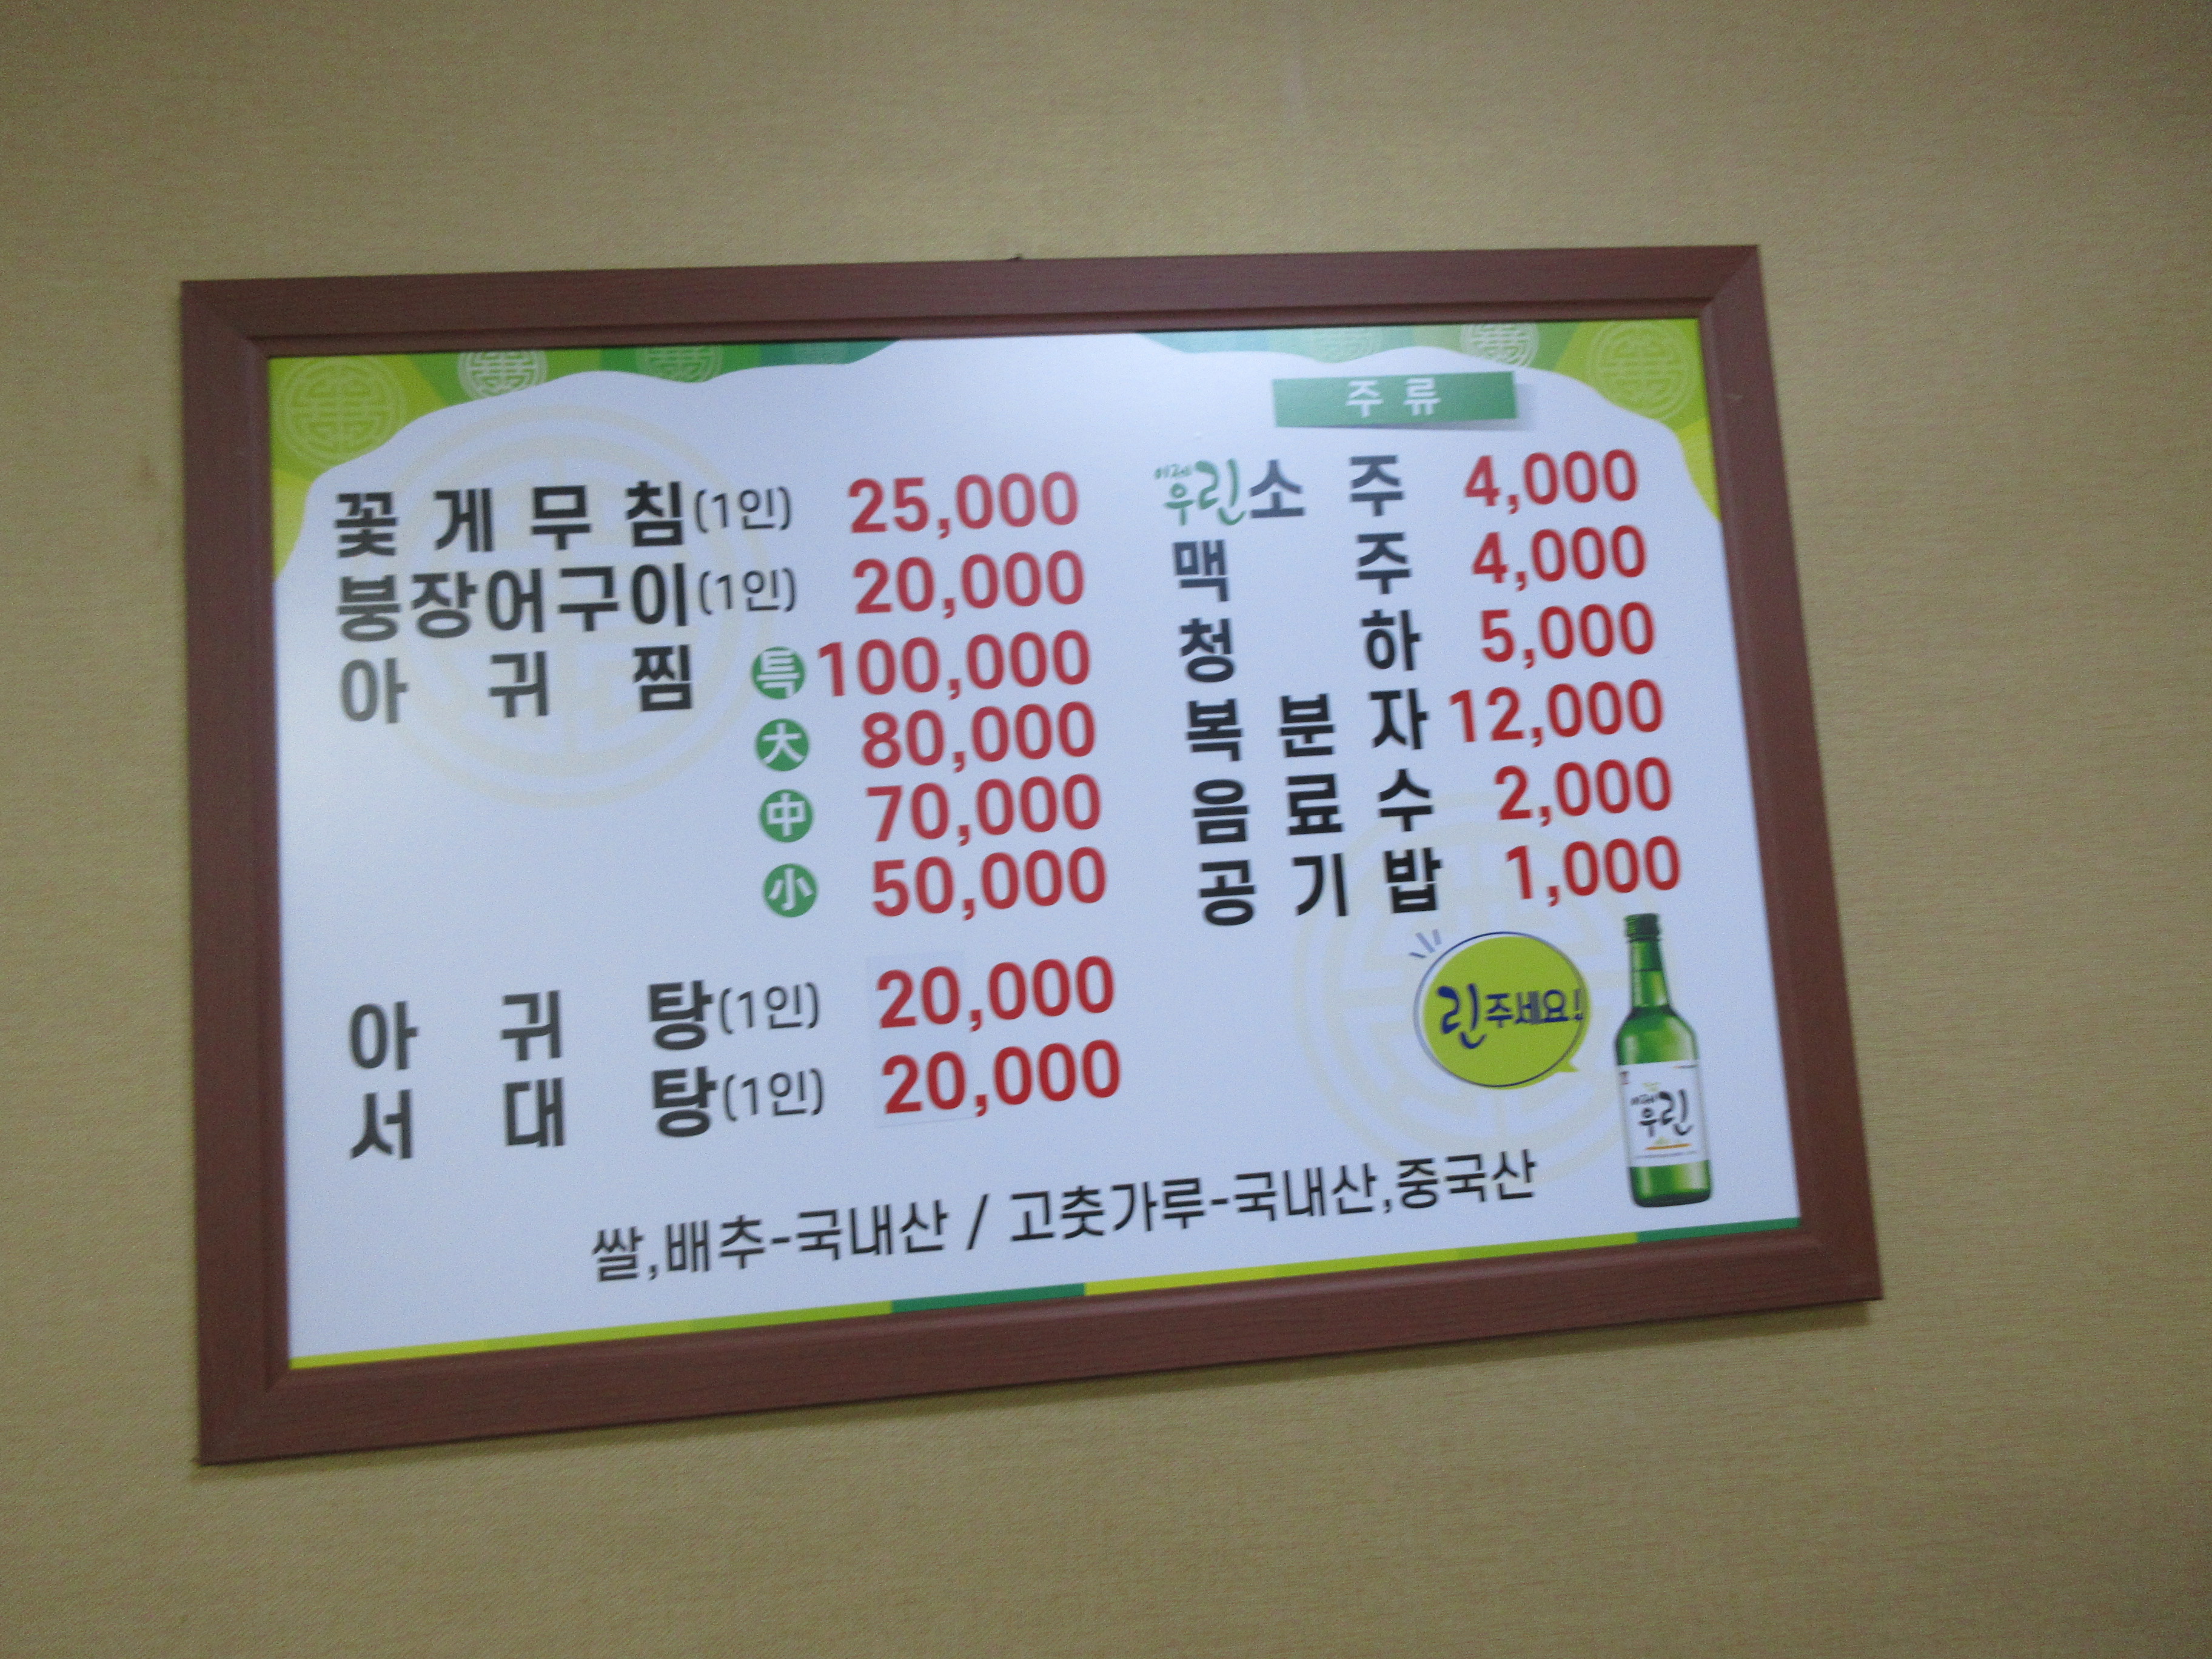 꽃게무침(1인) 25,000
붕장어구이(1인) 20,000
아귀찜 특 100,000
大 80,000
中 70,000
小 50,000
아귀탕(1인) 20,000
서대탕(1인) 20,000
주류
이제우린 소주 4,000
맥주 4,000
청하 5,000
복분자 12,000
음료수 2,000
공기밥 1,000
린주세요!
이제우린
쌀,배추-국내산 / 고춧가루-국내산,중국산